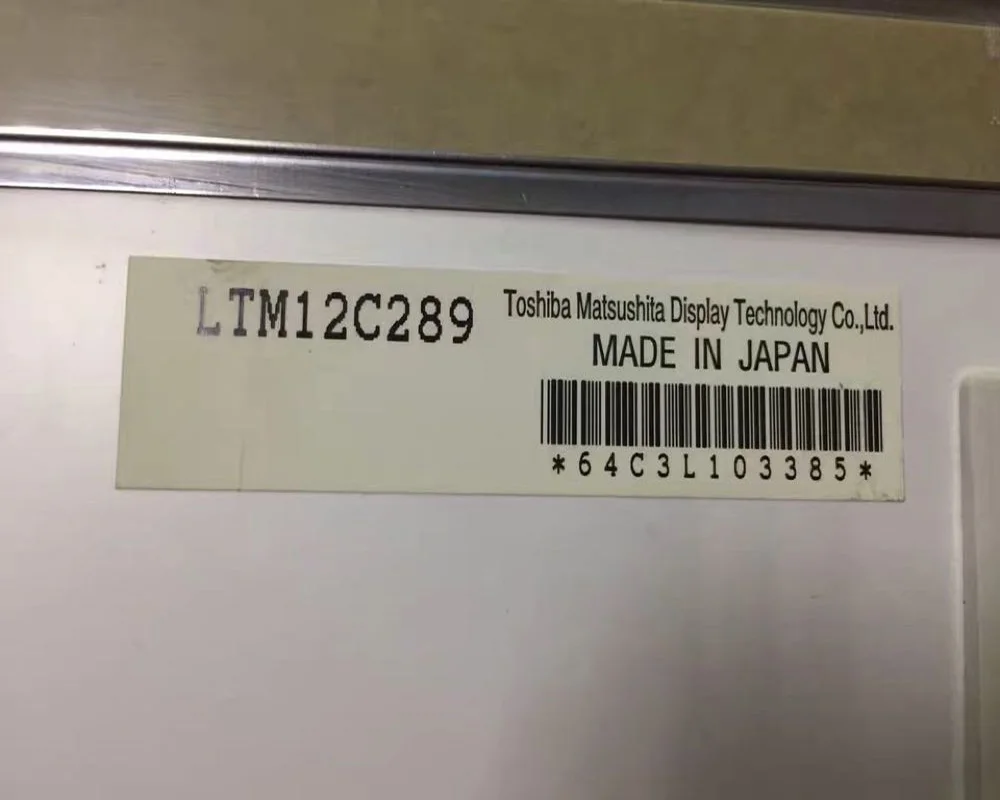 LTM12C289
Toshiba Matsushita Display Technology Co.,Ltd.
MADE IN JAPAN
*64C3L103385*